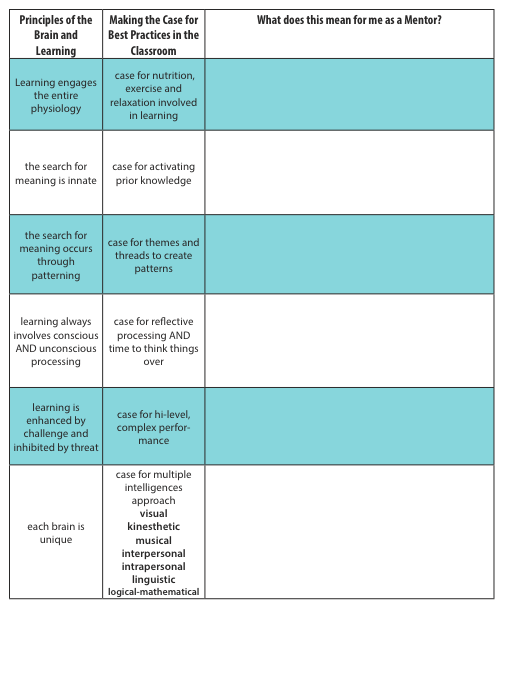 Principles of the
Brain and
Learning
Making the Case for
Best Practices in the
Classroom
What does this mean for me as a Mentor?
Learning engages
the entire
physiology
case for nutrition,
exercise and
relaxation involved
in learning
the search for
meaning is innate
case for activating
prior knowledge
the search for
meaning occurs
through
patterning
case for themes and
threads to create
patterns
learning always
involves conscious
AND unconscious
processing
case for reflective
processing AND
time to think things
over
learning is
enhanced by
challenge and
inhibited by threat
case for hi-level,
complex perfor-
mance
each brain is
unique
case for multiple
intelligences
approach
visual
kinesthetic
musical
interpersonal
intrapersonal
linguistic
logical-mathematical